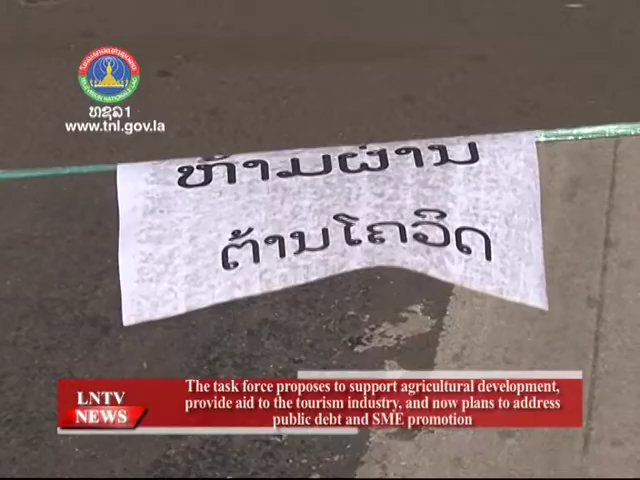 ທຊລ1
www.tnl.gov.la
ຫ້າມຜ່ານ
ຕ້ານໂຄວິດ
LNTV
NEWS
The task force proposes to support agricultural development,
provide aid to the tourism industry, and now plans to address
public debt and SME promotion